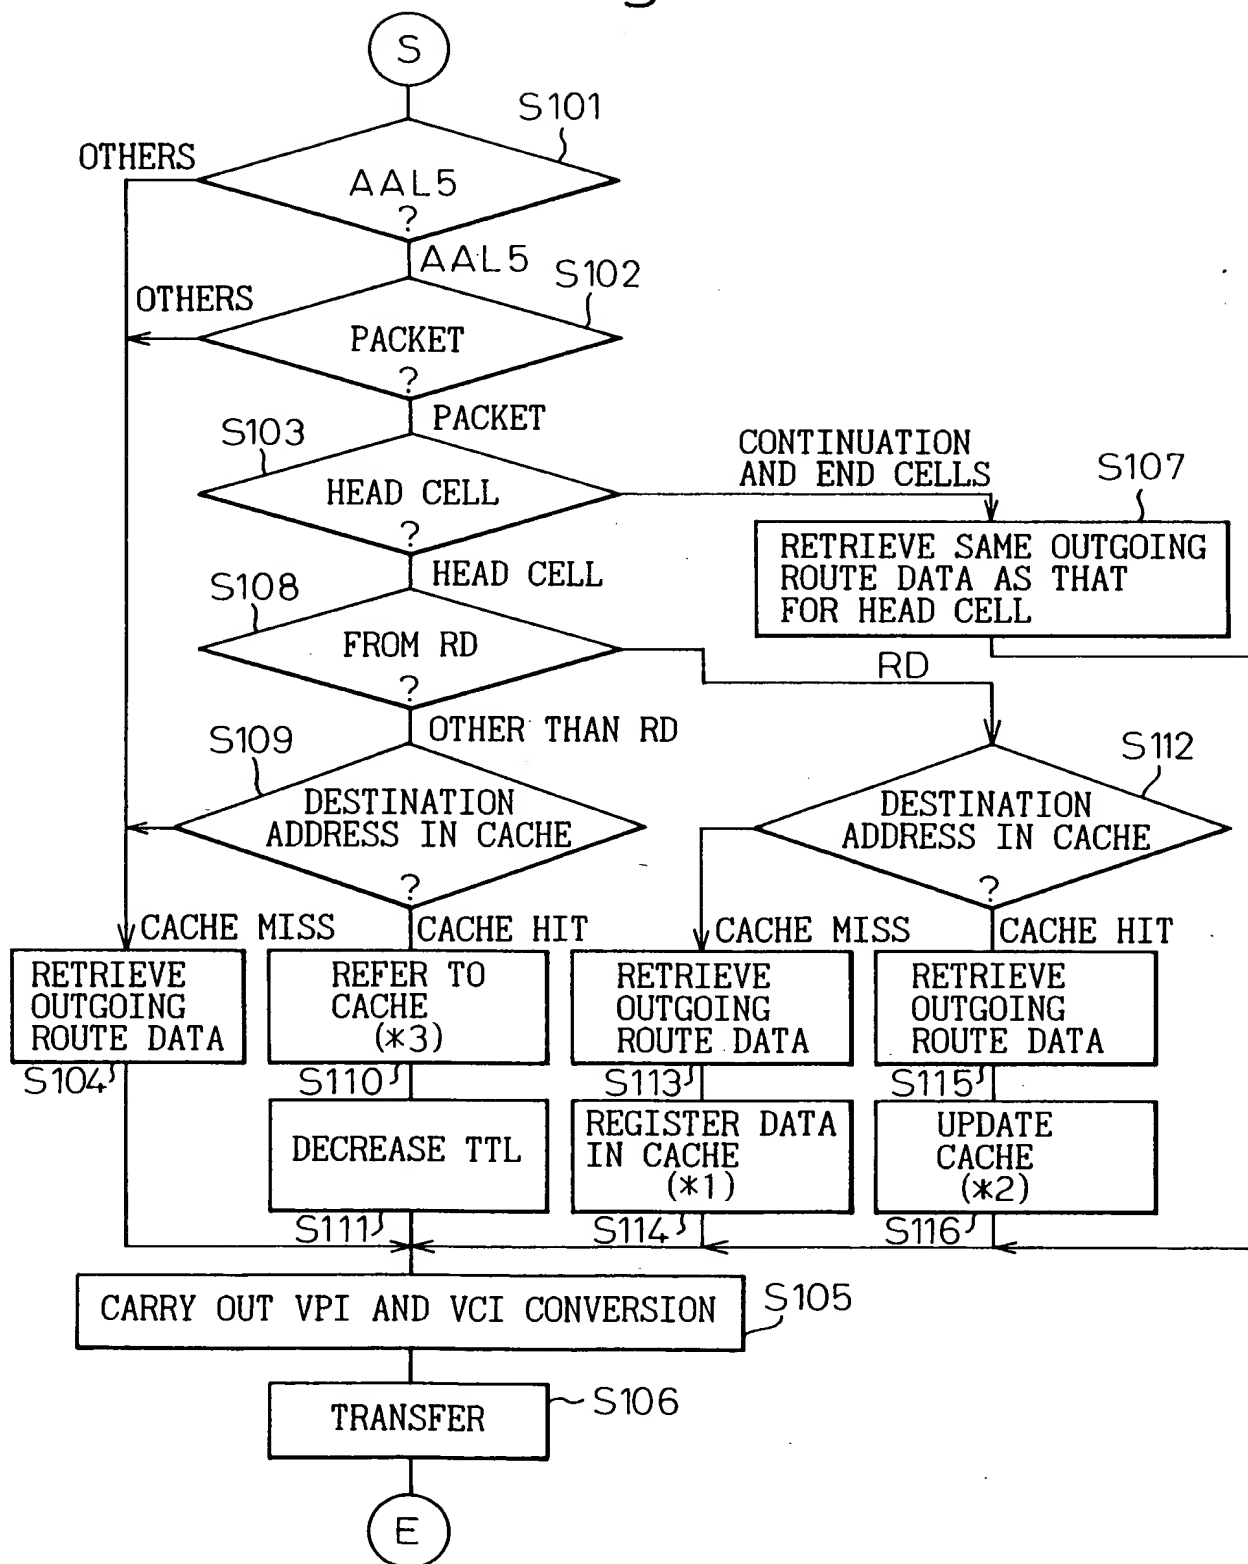 S
S101
OTHERS
AAL5
?
AAL5
S102
OTHERS
PACKET
?
PACKET
S103
HEAD CELL
?
CONTINUATION
AND END CELLS
S107
RETRIEVE SAME OUTGOING
ROUTE DATA AS THAT
FOR HEAD CELL
HEAD CELL
S108
FROM RD
?
RD
OTHER THAN RD
S109
DESTINATION
ADDRESS IN CACHE
?
S112
DESTINATION
ADDRESS IN CACHE
?
CACHE MISS
CACHE HIT
CACHE MISS
CACHE HIT
RETRIEVE
OUTGOING
ROUTE DATA
S104
REFER TO
CACHE
(*3)
S110
RETRIEVE
OUTGOING
ROUTE DATA
S113
RETRIEVE
OUTGOING
ROUTE DATA
S115
DECREASE TTL
S111
REGISTER DATA
IN CACHE
(*1)
S114
UPDATE
CACHE
(*2)
S116
CARRY OUT VPI AND VCI CONVERSION
S105
TRANSFER
S106
E